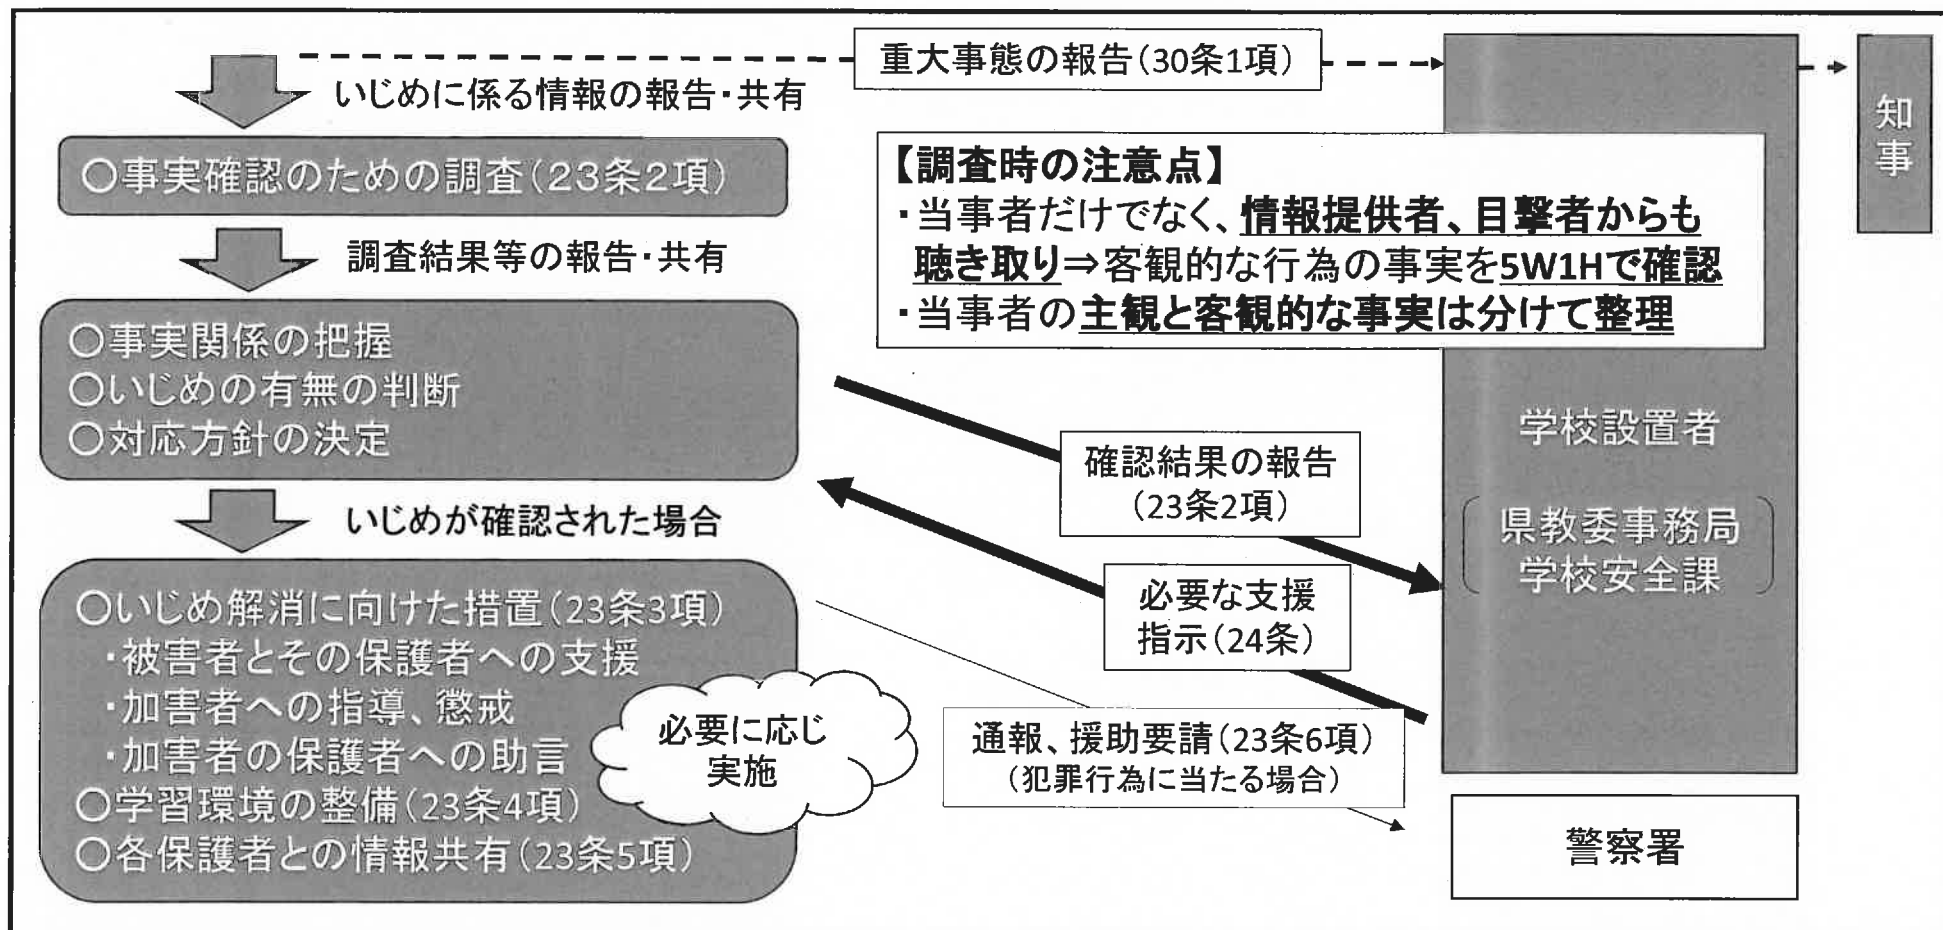 重大事態の報告(30条1項)
いじめに係る情報の報告・共有
知事
○事実確認のための調査(23条2項)
【調査時の注意点】
・当事者だけでなく、情報提供者、目撃者からも
聴き取り⇒客観的な行為の事実を5W1Hで確認
・当事者の主観と客観的な事実は分けて整理
調査結果等の報告・共有
○事実関係の把握
○いじめの有無の判断
○対応方針の決定
確認結果の報告
(23条2項)
学校設置者
県教委事務局
学校安全課
いじめが確認された場合
必要な支援
指示(24条)
○いじめ解消に向けた措置(23条3項)
・被害者とその保護者への支援
・加害者への指導、懲戒
・加害者の保護者への助言
○学習環境の整備(23条4項)
○各保護者との情報共有(23条5項)
必要に応じ
実施
通報、援助要請(23条6項)
(犯罪行為に当たる場合)
警察署